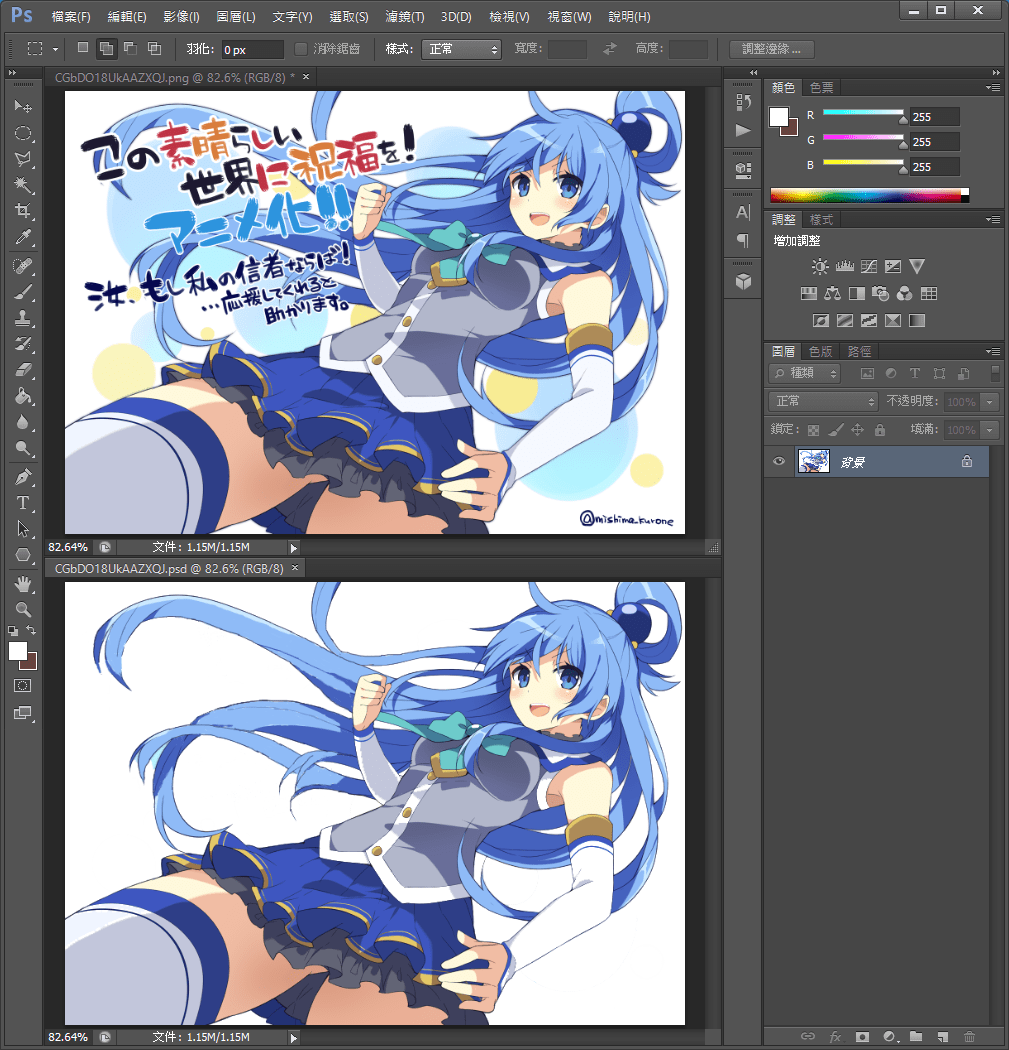 Ps 檔案(F) 編輯(E) 影像(I) 圖層(L) 文字(Y) 選取(S) 濾鏡(T) 3D(D) 檢視(V) 視窗(W) 說明(H)
羽化: 0 px 消除鋸齒 樣式: 正常 寬度: 高度: 調整邊緣 ...
CGbDO18UkAAZXQJ.png @ 82.6% (RGB/8) * ×
この素晴らしい
世界に祝福を!
アニメ化!!
汝、もし私の信者ならば!
…応援してくれると
助かります。
@mishima_kurone
82.64% 文件: 1.15M/1.15M
CGbDO18UkAAZXQJ.psd @ 82.6% (RGB/8) ×
82.64% 文件: 1.15M/1.15M
顏色 色票
R 255
G 255
B 255
調整 樣式
增加調整
圖層 色版 路徑
種類
正常 不透明度: 100%
鎖定: 填滿: 100%
背景
fx